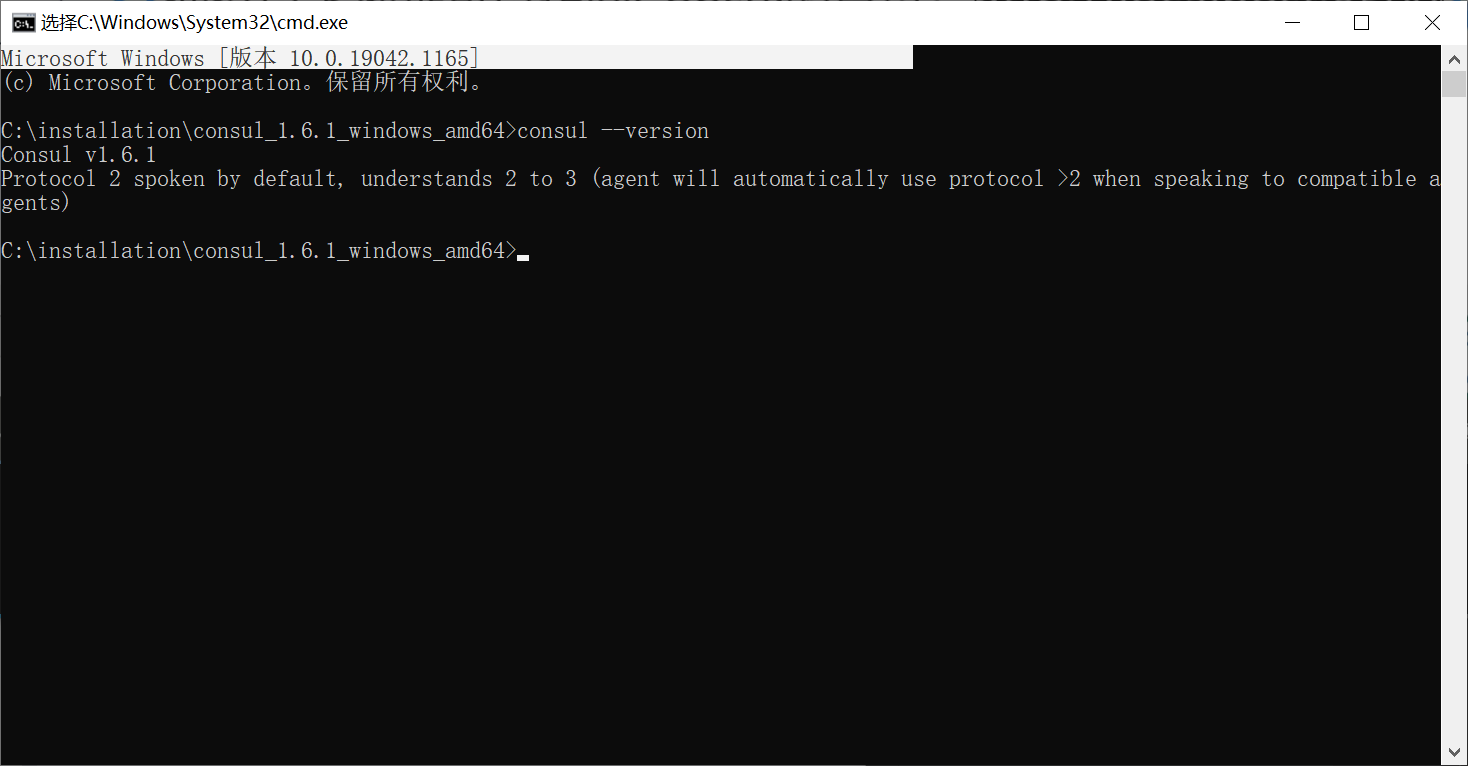 选择C:\Windows\System32\cmd.exe
Microsoft Windows [版本 10.0.19042.1165]
(c) Microsoft Corporation。保留所有权利。
C:\installation\consul_1.6.1_windows_amd64>consul --version
Consul v1.6.1
Protocol 2 spoken by default, understands 2 to 3 (agent will automatically use protocol >2 when speaking to compatible a
gents)
C:\installation\consul_1.6.1_windows_amd64>